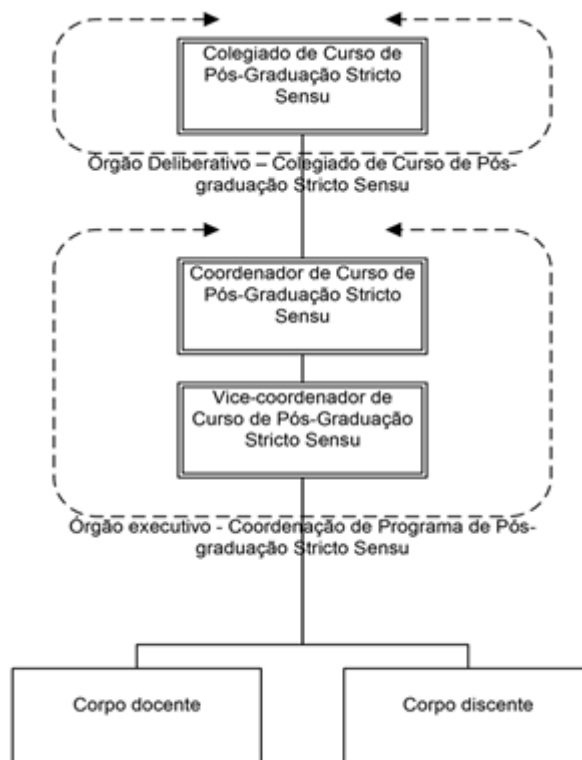 Colegiado de Curso de
Pós-Graduação Stricto
Sensu
Órgão Deliberativo – Colegiado de Curso de Pós-
graduação Stricto Sensu
Coordenador de Curso de
Pós-Graduação Stricto
Sensu
Vice-coordenador de
Curso de Pós-Graduação
Stricto Sensu
Órgão executivo - Coordenação de Programa de Pós-
graduação Stricto Sensu
Corpo docente
Corpo discente